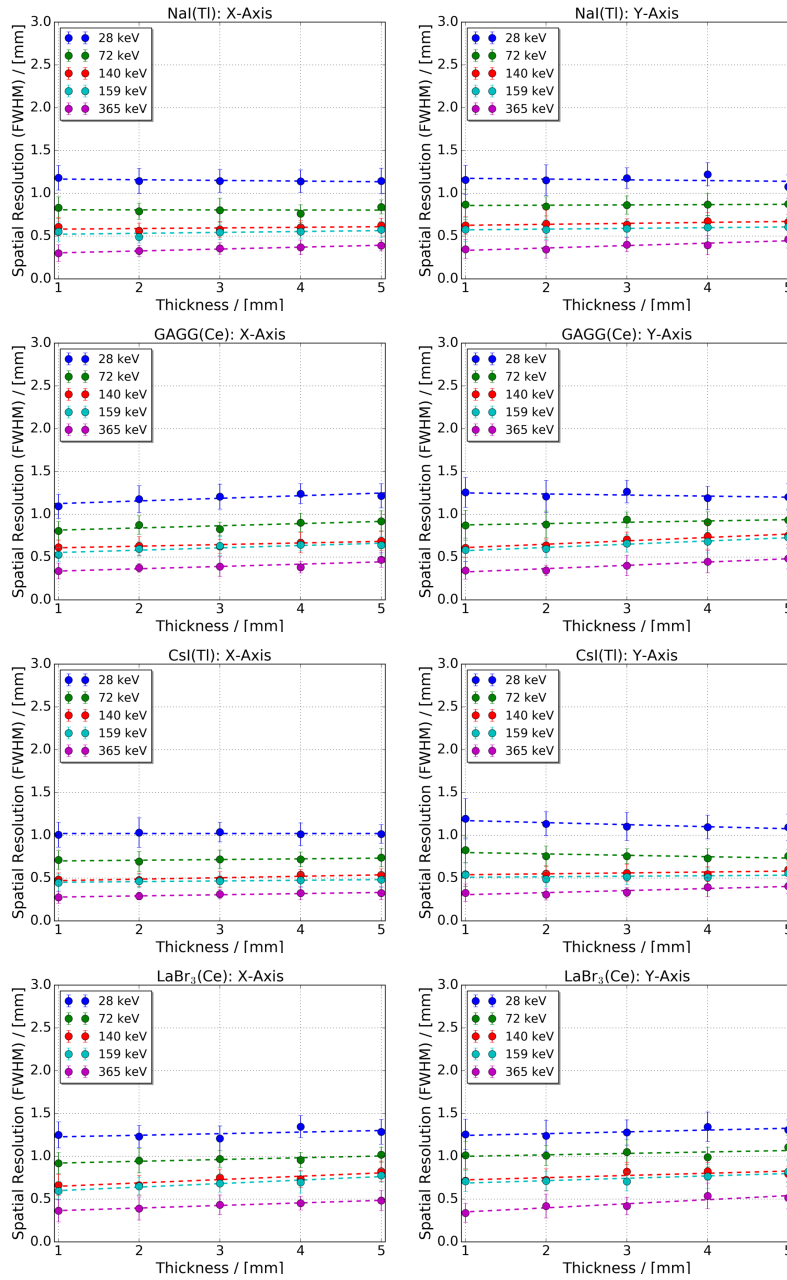 NaI(Tl): X-Axis
Spatial Resolution (FWHM) / [mm]
3.0
2.5
2.0
1.5
1.0
0.5
0.0
28 keV
72 keV
140 keV
159 keV
365 keV
1 2 3 4 5
Thickness / [mm]
NaI(Tl): Y-Axis
Spatial Resolution (FWHM) / [mm]
3.0
2.5
2.0
1.5
1.0
0.5
0.0
28 keV
72 keV
140 keV
159 keV
365 keV
1 2 3 4 5
Thickness / [mm]
GAGG(Ce): X-Axis
Spatial Resolution (FWHM) / [mm]
3.0
2.5
2.0
1.5
1.0
0.5
0.0
28 keV
72 keV
140 keV
159 keV
365 keV
1 2 3 4 5
Thickness / [mm]
GAGG(Ce): Y-Axis
Spatial Resolution (FWHM) / [mm]
3.0
2.5
2.0
1.5
1.0
0.5
0.0
28 keV
72 keV
140 keV
159 keV
365 keV
1 2 3 4 5
Thickness / [mm]
CsI(Tl): X-Axis
Spatial Resolution (FWHM) / [mm]
3.0
2.5
2.0
1.5
1.0
0.5
0.0
28 keV
72 keV
140 keV
159 keV
365 keV
1 2 3 4 5
Thickness / [mm]
CsI(Tl): Y-Axis
Spatial Resolution (FWHM) / [mm]
3.0
2.5
2.0
1.5
1.0
0.5
0.0
28 keV
72 keV
140 keV
159 keV
365 keV
1 2 3 4 5
Thickness / [mm]
LaBr₃(Ce): X-Axis
Spatial Resolution (FWHM) / [mm]
3.0
2.5
2.0
1.5
1.0
0.5
0.0
28 keV
72 keV
140 keV
159 keV
365 keV
1 2 3 4 5
Thickness / [mm]
LaBr₃(Ce): Y-Axis
Spatial Resolution (FWHM) / [mm]
3.0
2.5
2.0
1.5
1.0
0.5
0.0
28 keV
72 keV
140 keV
159 keV
365 keV
1 2 3 4 5
Thickness / [mm]